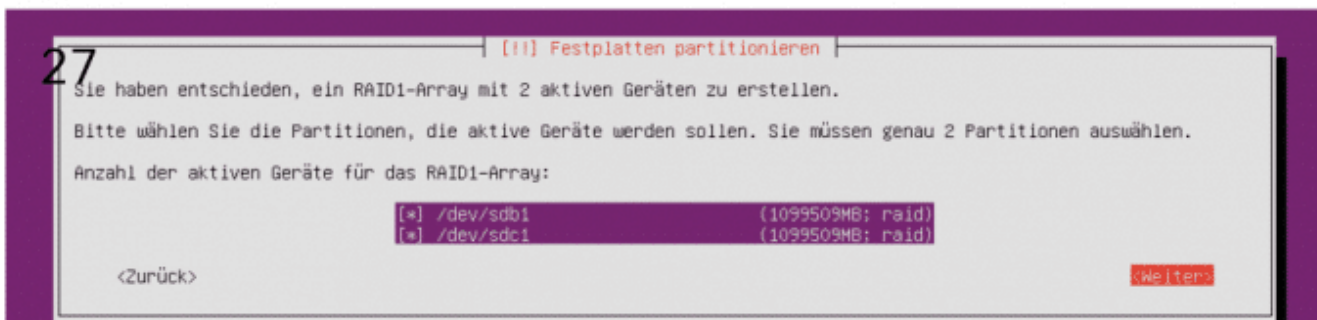 27
[!!] Festplatten partitionieren
Sie haben entschieden, ein RAID1-Array mit 2 aktiven Geräten zu erstellen.
Bitte wählen Sie die Partitionen, die aktive Geräte werden sollen. Sie müssen genau 2 Partitionen auswählen.
Anzahl der aktiven Geräte für das RAID1-Array:
[*] /dev/sdb1 (1099509MB; raid)
[*] /dev/sdc1 (1099509MB; raid)
<Zurück> <Weiter>